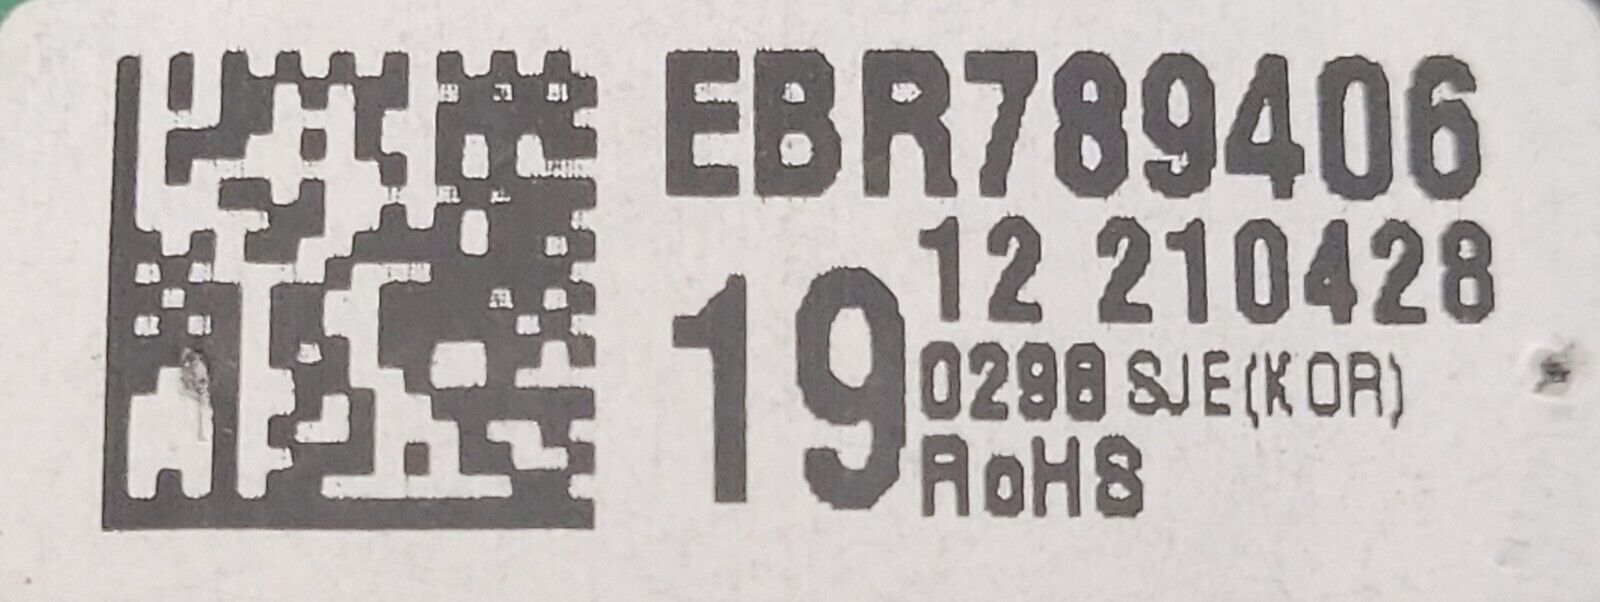 EBR789406
19 12 210428
0298 SJE(KOR)
RoHS